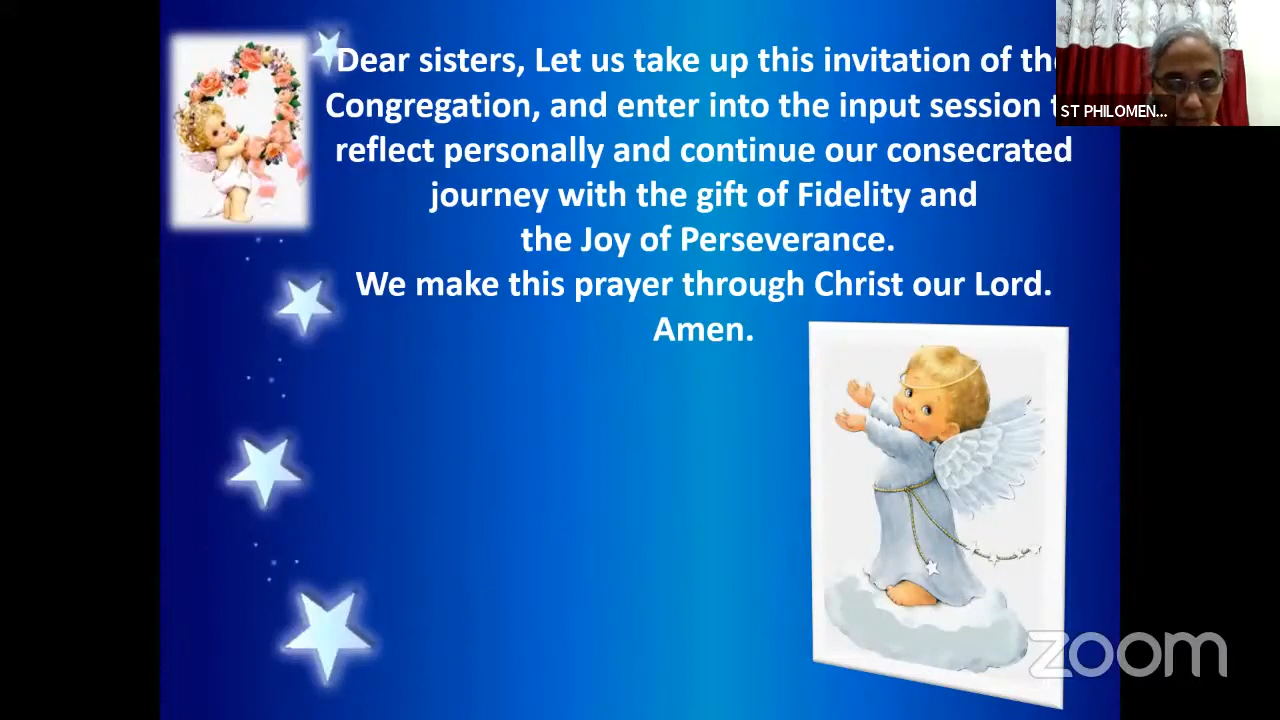 Dear sisters, Let us take up this invitation of the
Congregation, and enter into the input session
reflect personally and continue our consecrated
journey with the gift of Fidelity and
the Joy of Perseverance.
We make this prayer through Christ our Lord.
Amen.
ST PHILOMEN...
zoom